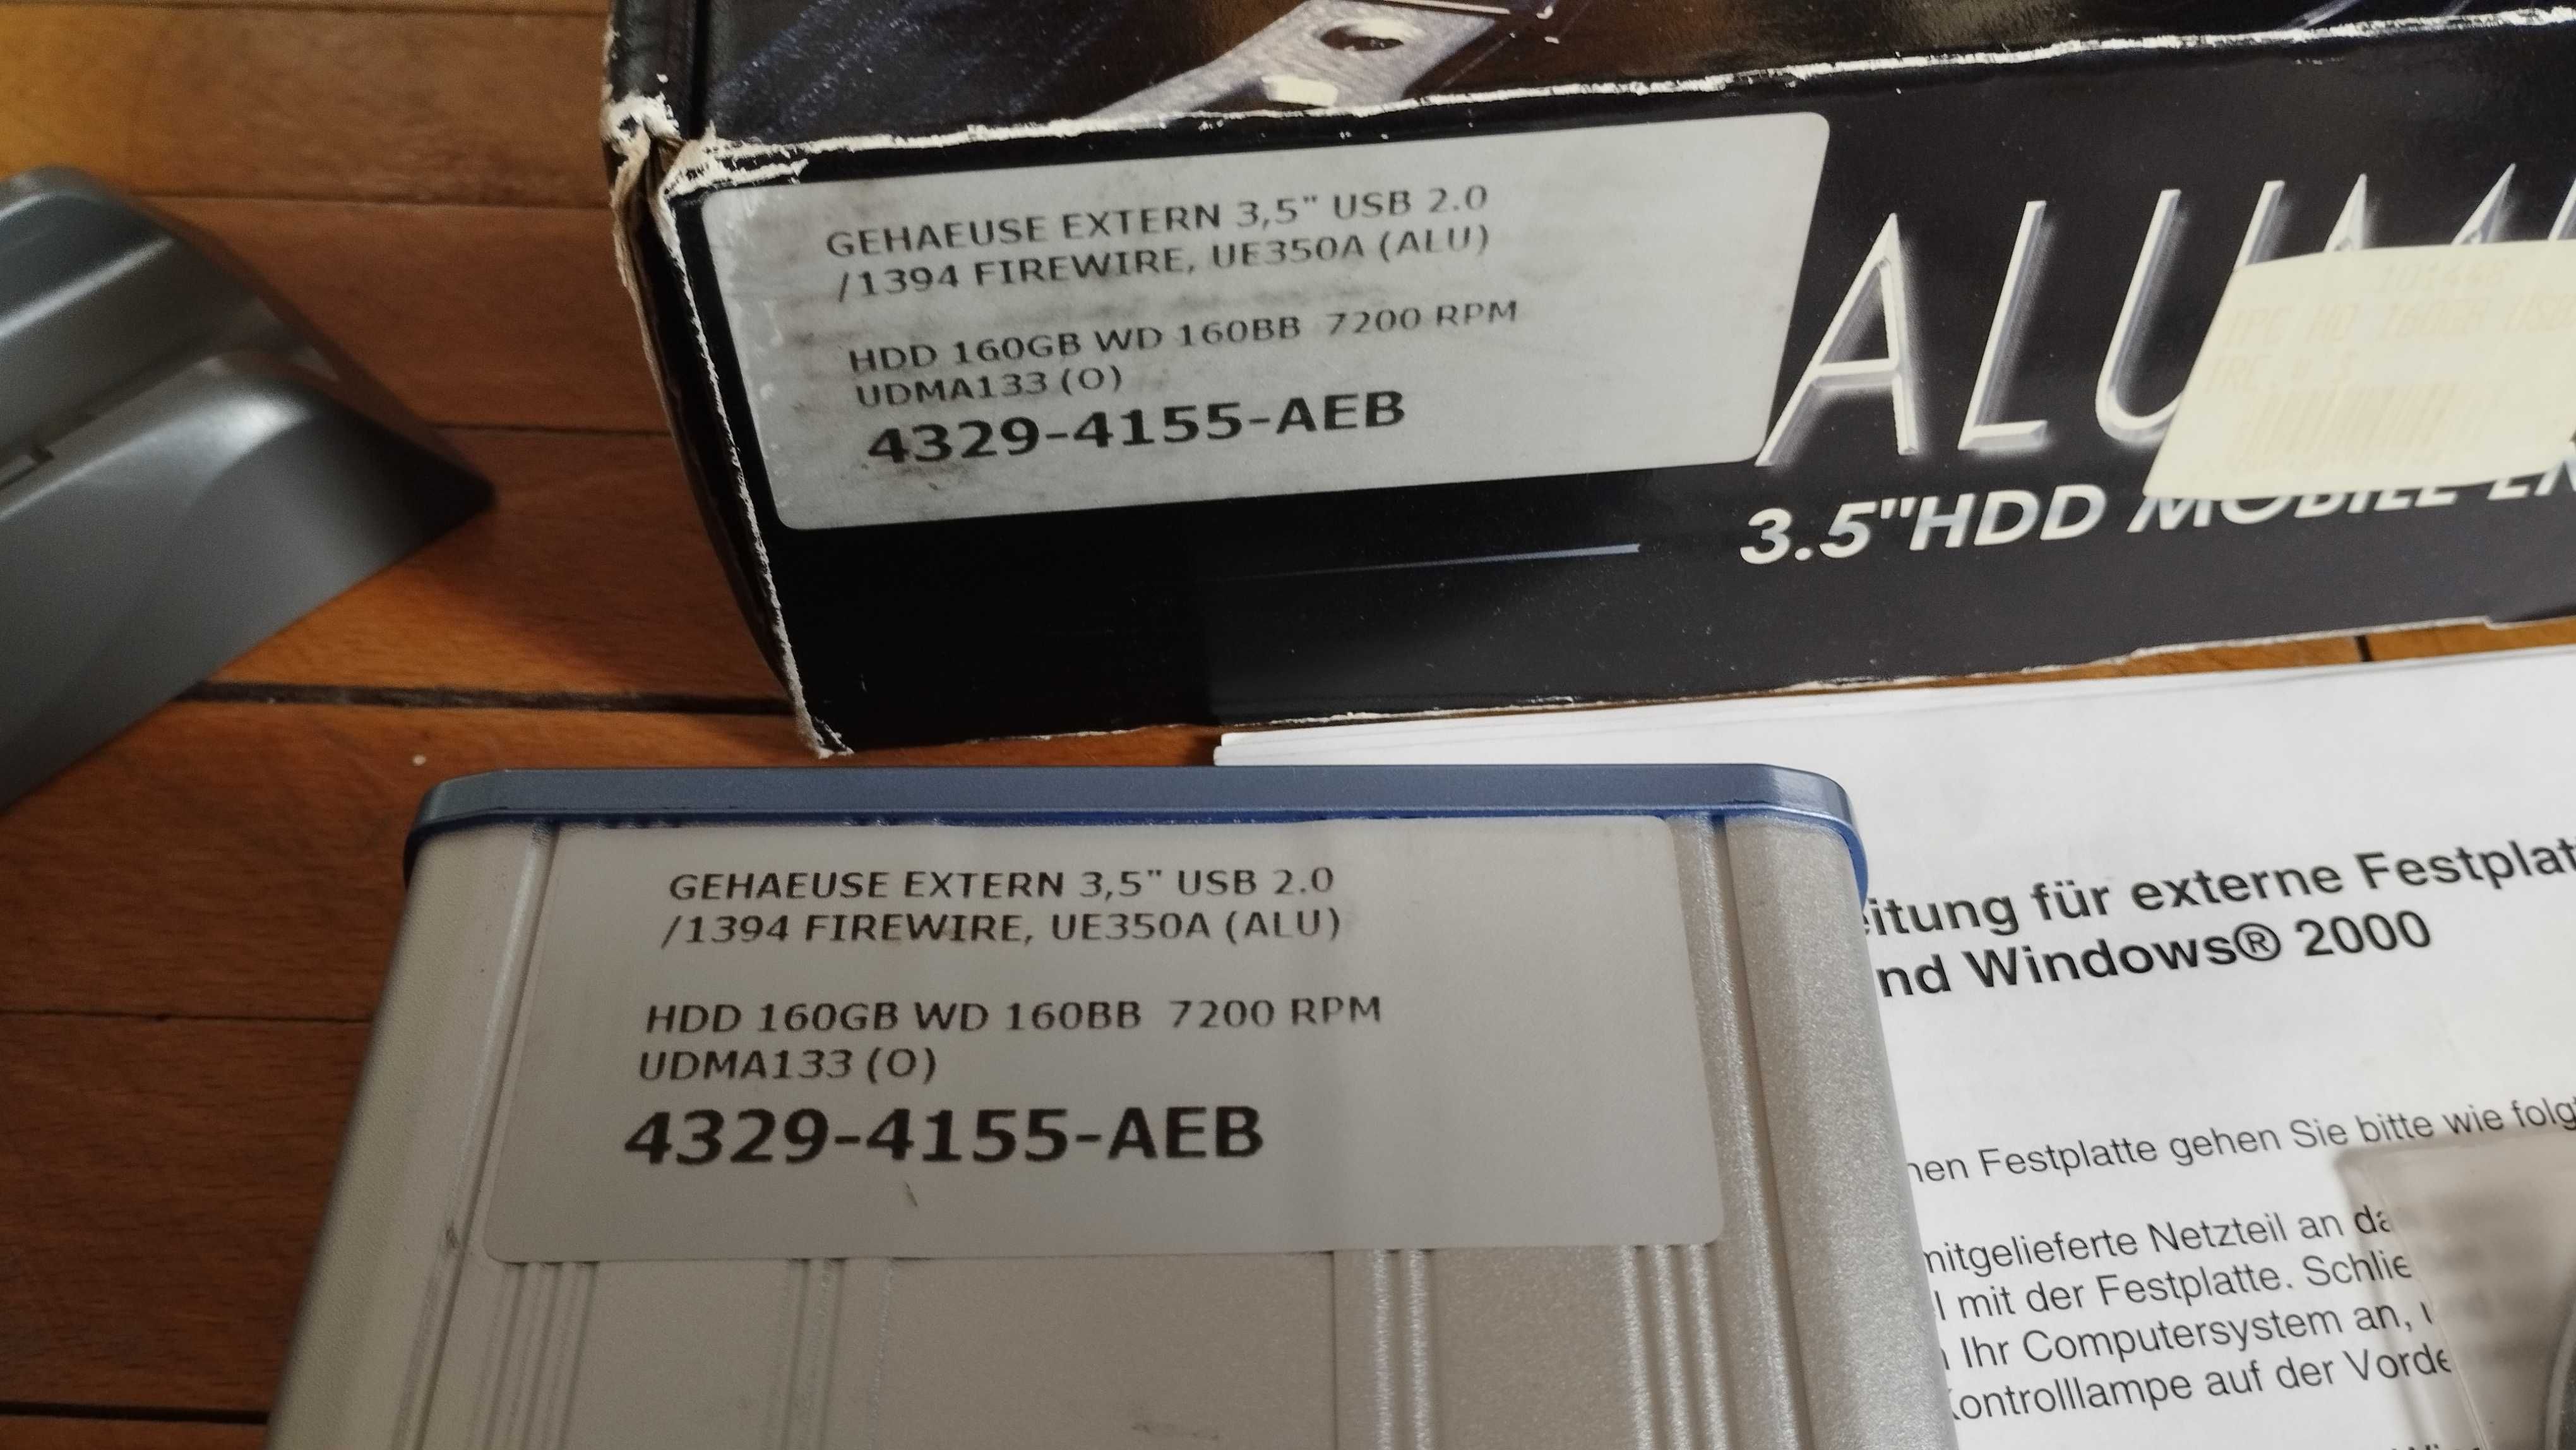 GEHAEUSE EXTERN 3,5" USB 2.0
/1394 FIREWIRE, UE350A (ALU)
HDD 160GB WD 160BB 7200 RPM
UDMA133 (O)
4329-4155-AEB
3.5"HDD MOBILE
GEHAEUSE EXTERN 3,5" USB 2.0
/1394 FIREWIRE, UE350A (ALU)
HDD 160GB WD 160BB 7200 RPM
UDMA133 (O)
4329-4155-AEB
für externe
Windows® 2000
Festplatte gehen Sie bitte wie
mitgelieferte Netzteil an
mit der Festplatte.
Ihr Computersystem an,
Kontrolllampe auf der